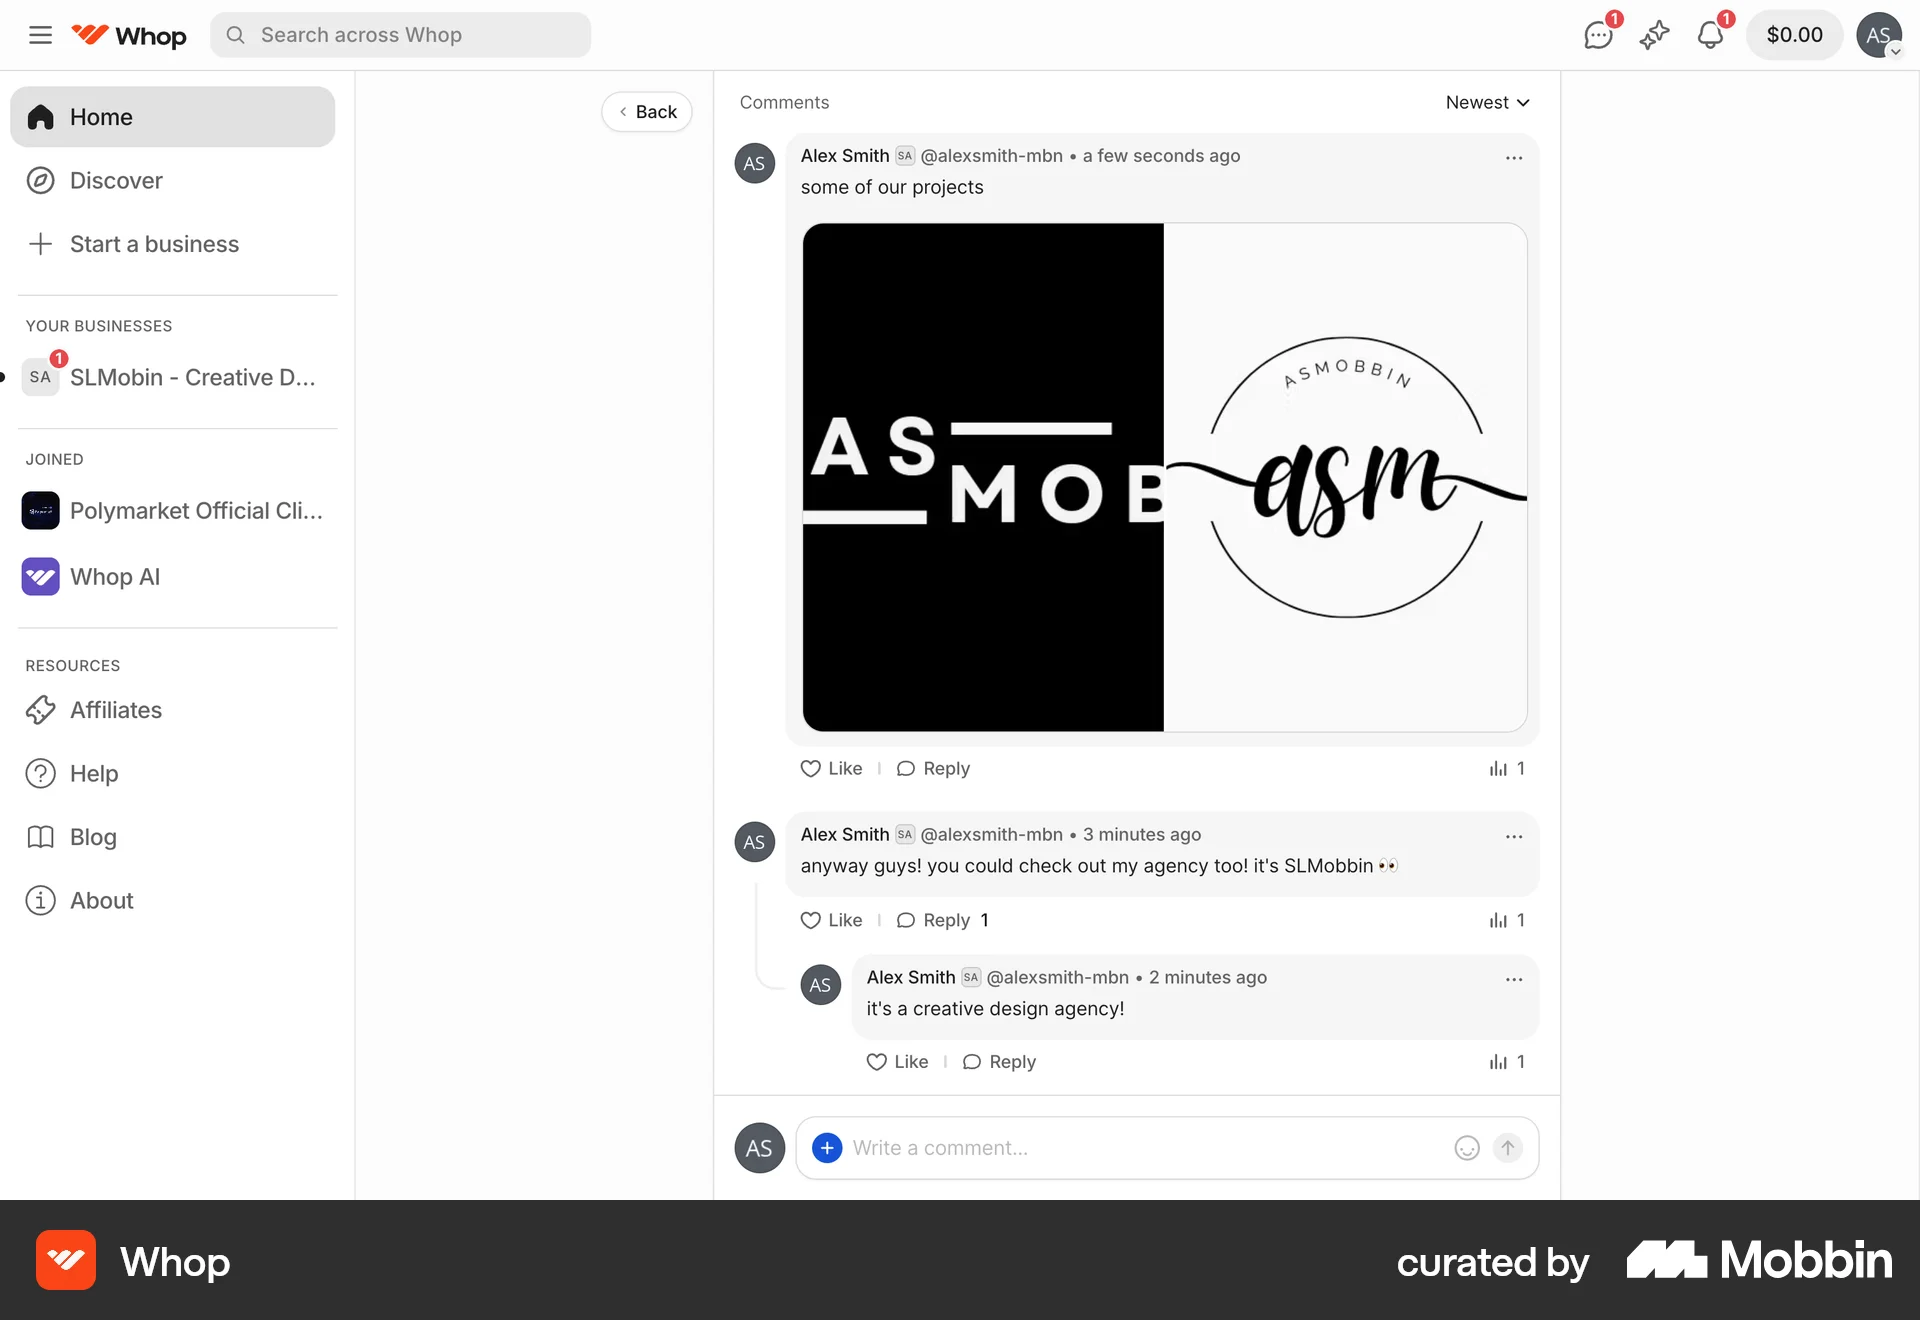 Whop
Search across Whop
1
1
$0.00
AS
Home
Discover
Start a business
YOUR BUSINESSES
SA
1
SLMobin - Creative D...
JOINED
Polymarket Official Cli...
Whop AI
RESOURCES
Affiliates
Help
Blog
About
Back
Comments
Newest
AS
Alex Smith SA @alexsmith-mbn • a few seconds ago
some of our projects
AS
MOB
ASMOBBIN
asm
Like
Reply
1
AS
Alex Smith SA @alexsmith-mbn • 3 minutes ago
anyway guys! you could check out my agency too! it's SLMobbin 👀
Like
Reply 1
1
AS
Alex Smith SA @alexsmith-mbn • 2 minutes ago
it's a creative design agency!
Like
Reply
1
AS
Write a comment...
Whop
curated by Mobbin